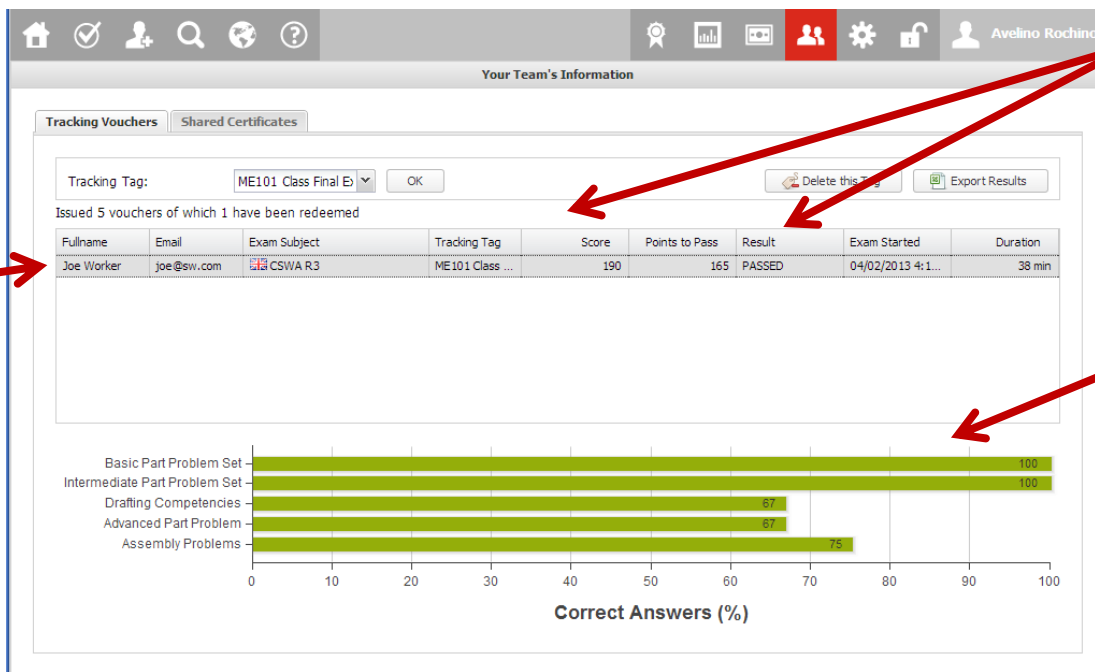 Avelino Rochino
Your Team's Information
Tracking Vouchers Shared Certificates
Tracking Tag: ME101 Class Final E OK Delete this Tag Export Results
Issued 5 vouchers of which 1 have been redeemed
Fullname Email Exam Subject Tracking Tag Score Points to Pass Result Exam Started Duration
Joe Worker joe@sw.com CSWA R3 ME101 Class ... 190 165 PASSED 04/02/2013 4:1... 38 min
Basic Part Problem Set 100
Intermediate Part Problem Set 100
Drafting Competencies 67
Advanced Part Problem 67
Assembly Problems 75
0 10 20 30 40 50 60 70 80 90 100
Correct Answers (%)